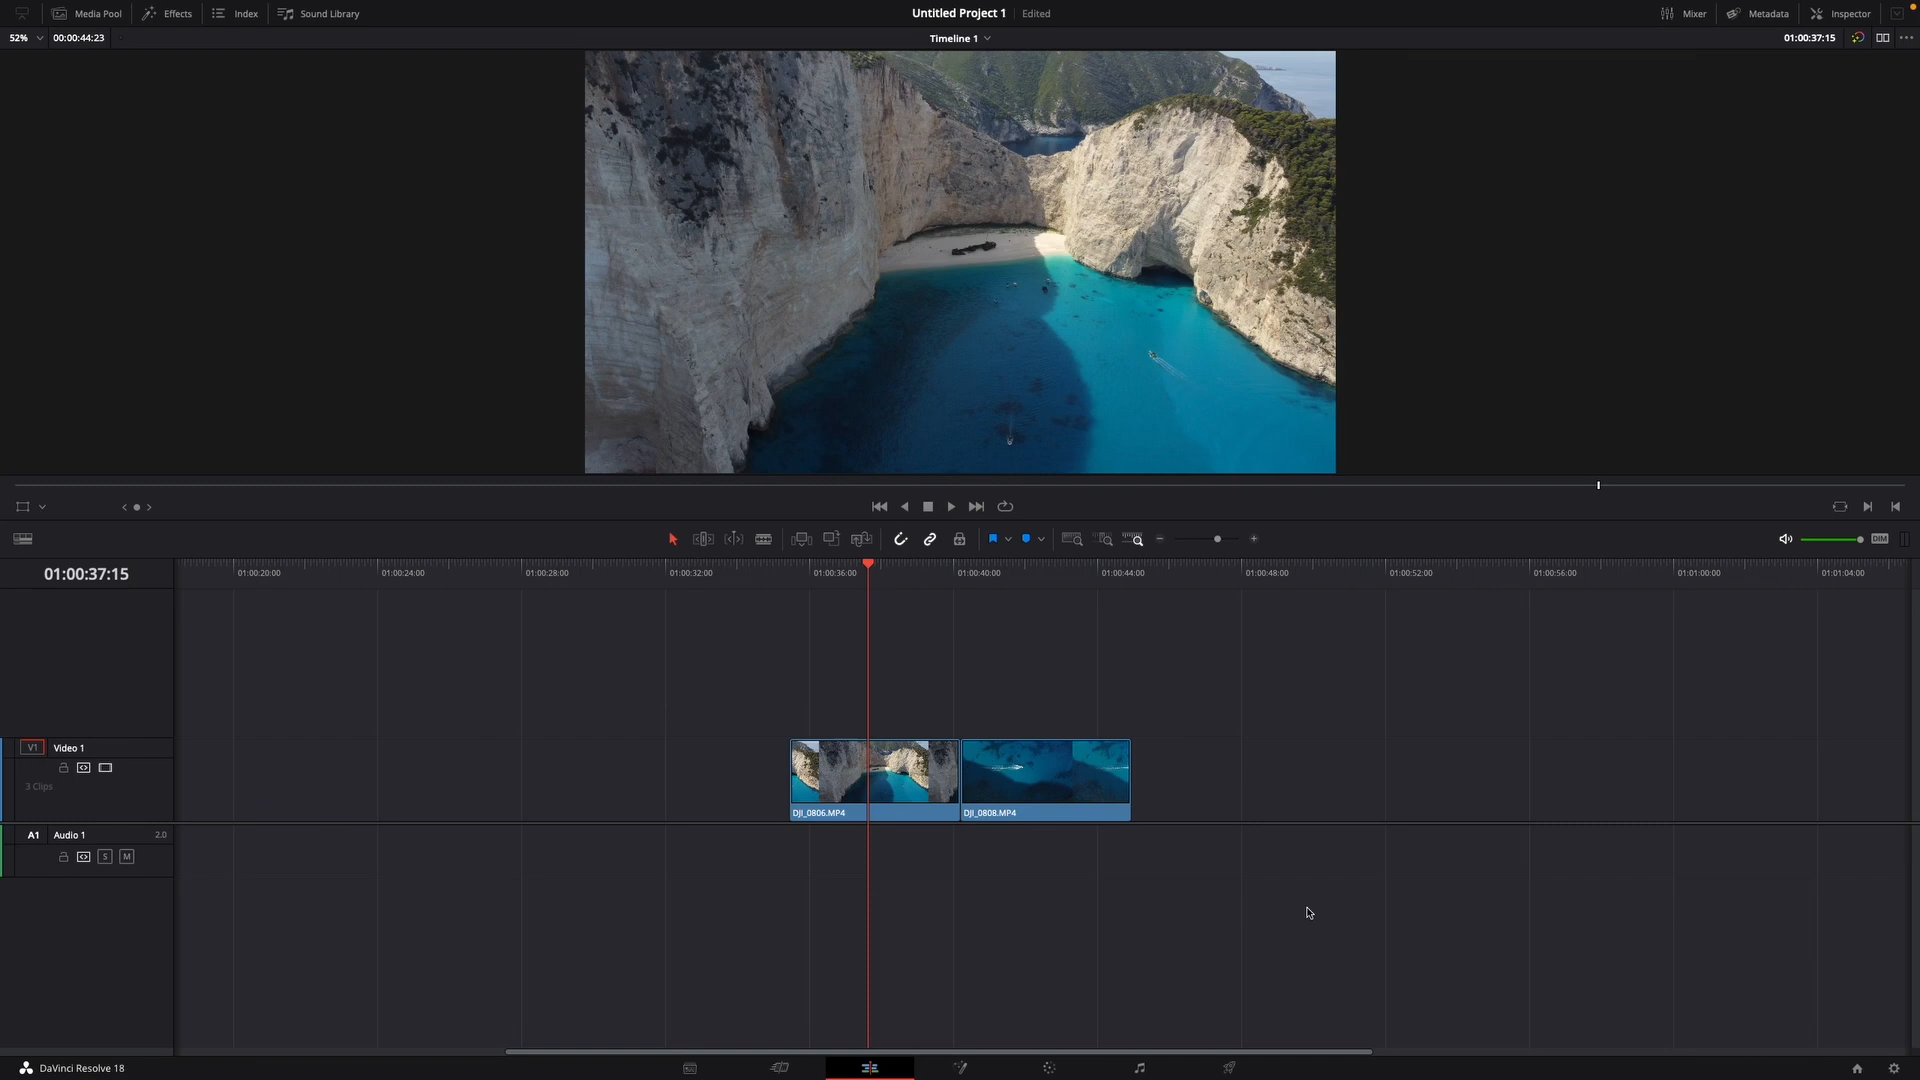 Media Pool Effects Index Sound Library Untitled Project 1 Edited Mixer Metadata Inspector
52% 00:00:44:23 Timeline 1 01:00:37:15
DIM
01:00:37:15 01:00:20:00 01:00:24:00 01:00:28:00 01:00:32:00 01:00:36:00 01:00:40:00 01:00:44:00 01:00:48:00 01:00:52:00 01:00:56:00 01:01:00:00 01:01:04:00
V1 Video 1
3 Clips
DJI_0806.MP4 DJI_0808.MP4
A1 Audio 1 2.0
S M
DaVinci Resolve 18